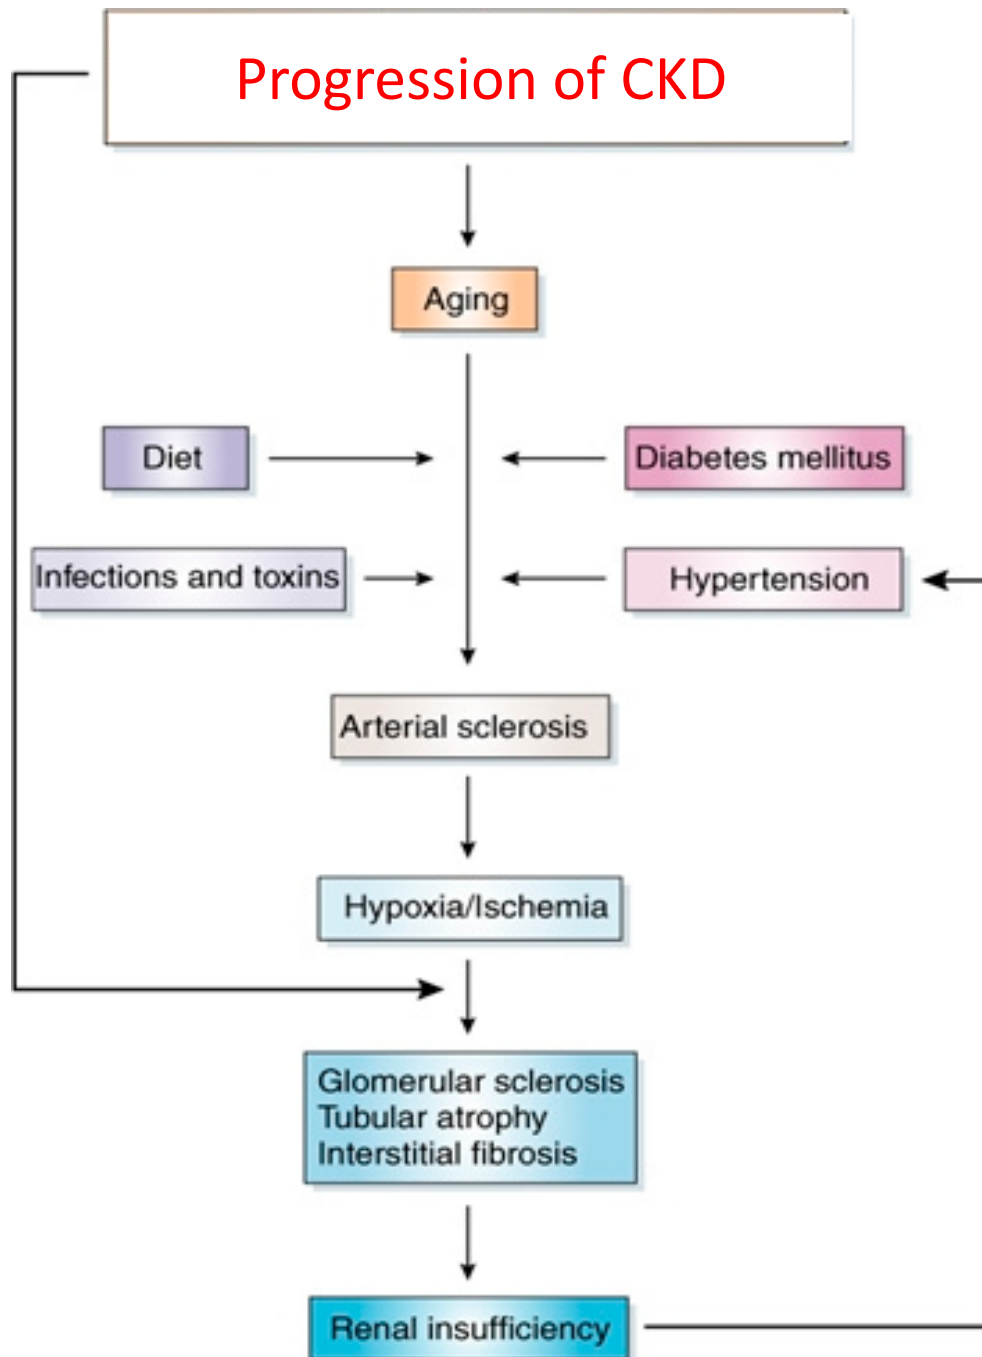 Progression of CKD
Aging
Diet
Diabetes mellitus
Infections and toxins
Hypertension
Arterial sclerosis
Hypoxia/Ischemia
Glomerular sclerosis
Tubular atrophy
Interstitial fibrosis
Renal insufficiency